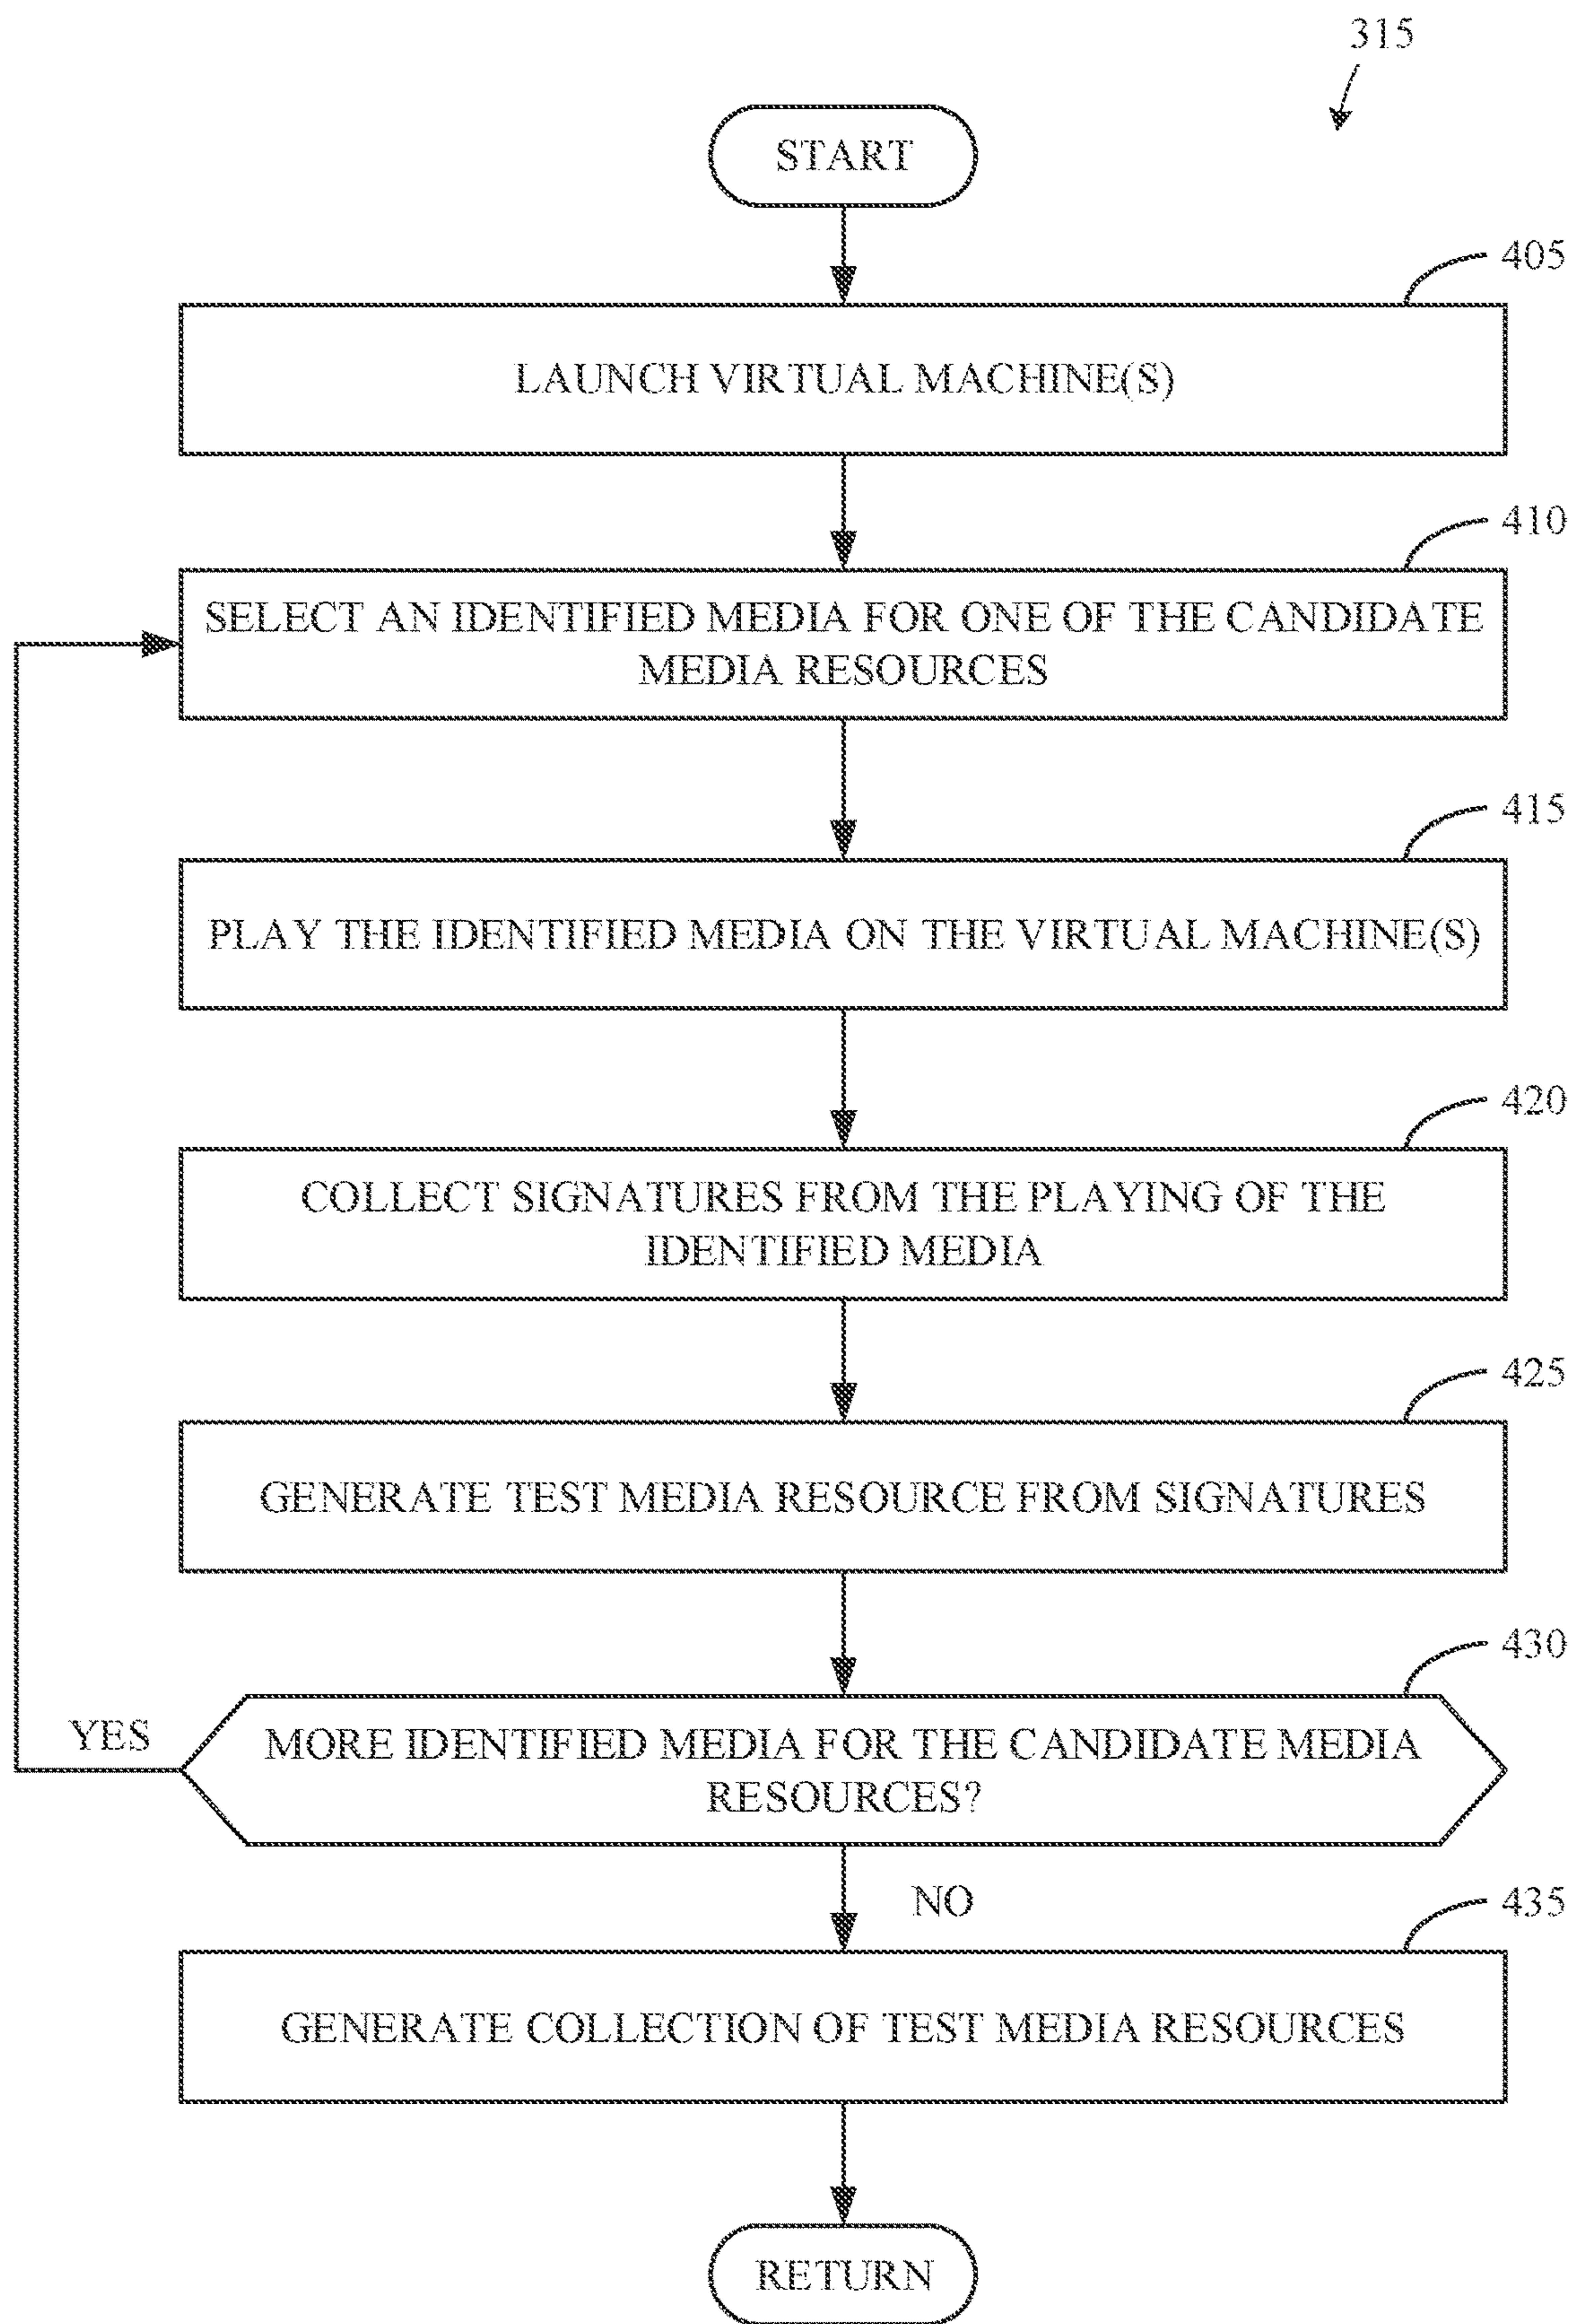 315
START
405
LAUNCH VIRTUAL MACHINE(S)
410
SELECT AN IDENTIFIED MEDIA FOR ONE OF THE CANDIDATE
MEDIA RESOURCES
415
PLAY THE IDENTIFIED MEDIA ON THE VIRTUAL MACHINE(S)
420
COLLECT SIGNATURES FROM THE PLAYING OF THE
IDENTIFIED MEDIA
425
GENERATE TEST MEDIA RESOURCE FROM SIGNATURES
430
YES
MORE IDENTIFIED MEDIA FOR THE CANDIDATE MEDIA
RESOURCES?
NO
435
GENERATE COLLECTION OF TEST MEDIA RESOURCES
RETURN